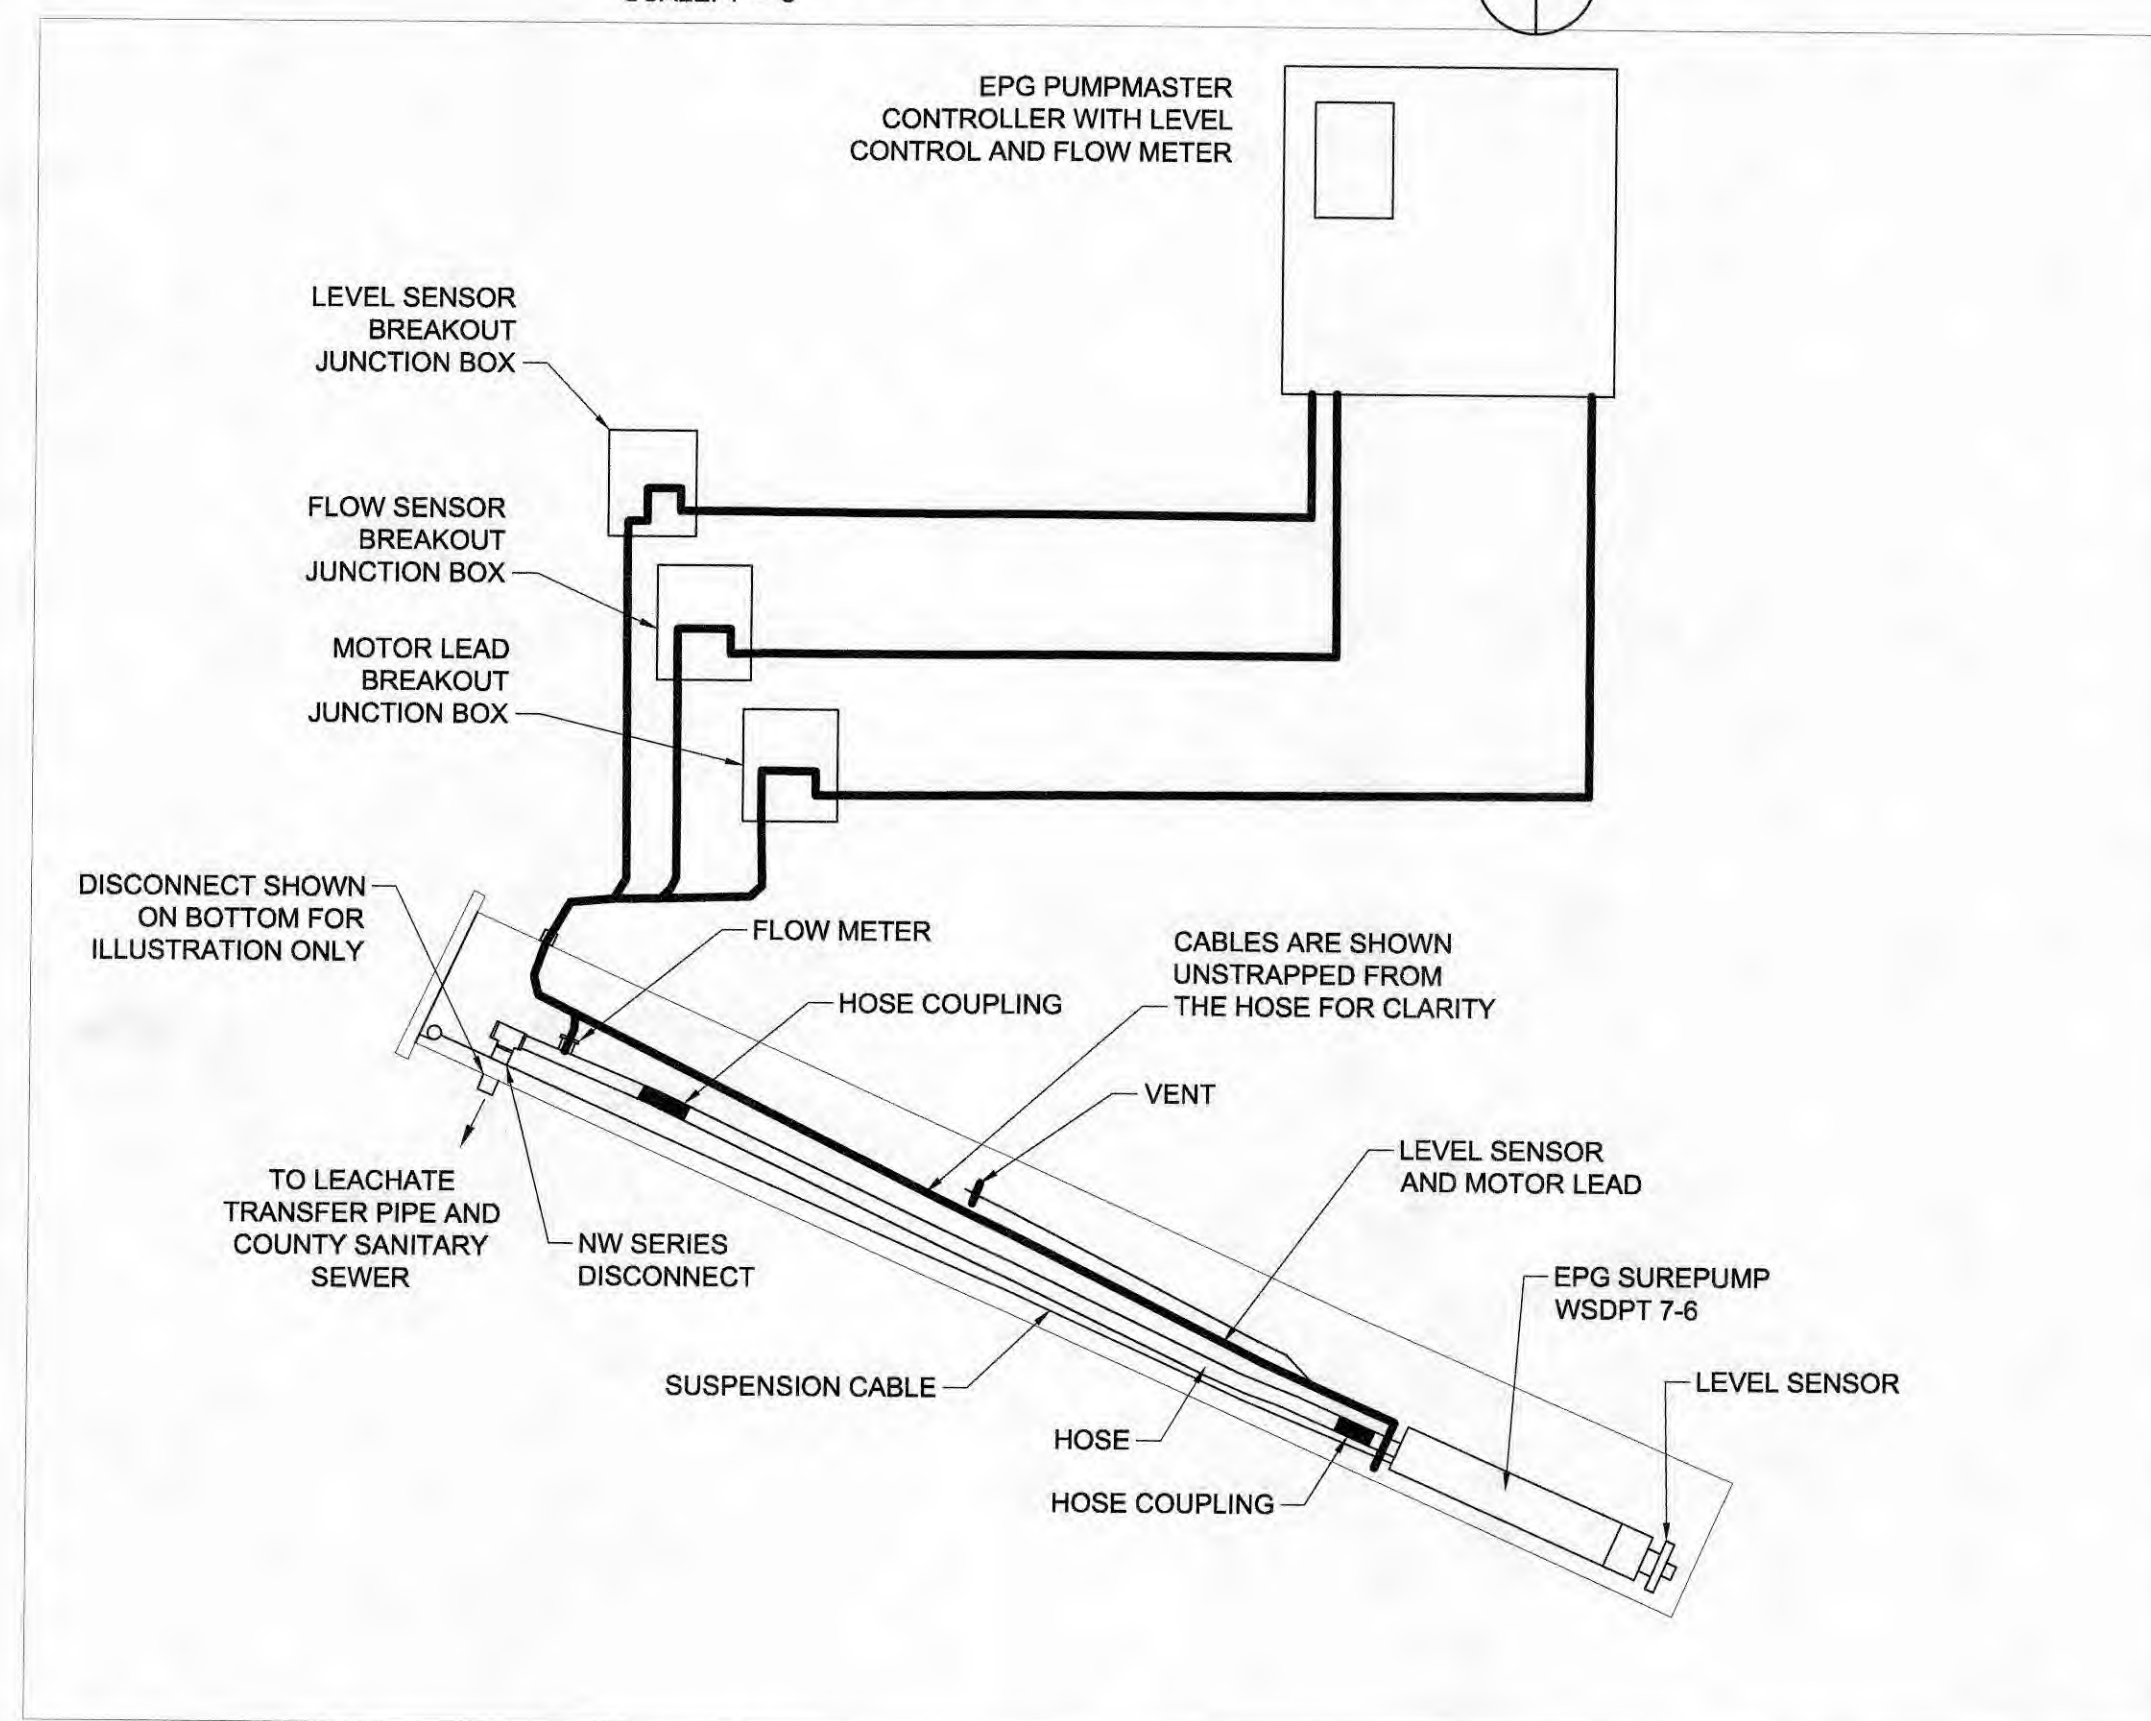 EPG PUMPMASTER
CONTROLLER WITH LEVEL
CONTROL AND FLOW METER
LEVEL SENSOR
BREAKOUT
JUNCTION BOX
FLOW SENSOR
BREAKOUT
JUNCTION BOX
MOTOR LEAD
BREAKOUT
JUNCTION BOX
DISCONNECT SHOWN
ON BOTTOM FOR
ILLUSTRATION ONLY
FLOW METER
HOSE COUPLING
CABLES ARE SHOWN
UNSTRAPPED FROM
THE HOSE FOR CLARITY
VENT
LEVEL SENSOR
AND MOTOR LEAD
TO LEACHATE
TRANSFER PIPE AND
COUNTY SANITARY
SEWER
NW SERIES
DISCONNECT
EPG SUREPUMP
WSDPT 7-6
SUSPENSION CABLE
LEVEL SENSOR
HOSE
HOSE COUPLING